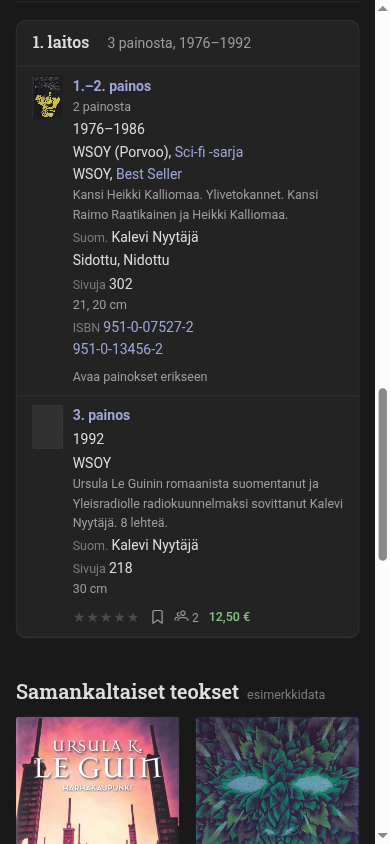 1. laitos 3 painosta, 1976–1992
1.–2. painos
2 painosta
1976–1986
WSOY (Porvoo), Sci-fi -sarja
WSOY, Best Seller
Kansi Heikki Kalliomaa. Ylivetokannet. Kansi
Raimo Raatikainen ja Heikki Kalliomaa.
Suom. Kalevi Nyytäjä
Sidottu, Nidottu
Sivuja 302
21, 20 cm
ISBN 951-0-07527-2
951-0-13456-2
Avaa painokset erikseen
3. painos
1992
WSOY
Ursula Le Guinin romaanista suomentanut ja
Yleisradiolle radiokuunnelmaksi sovittanut Kalevi
Nyytäjä. 8 lehteä.
Suom. Kalevi Nyytäjä
Sivuja 218
30 cm
2 12,50 €
Samankaltaiset teokset esimerkkidata
URSULA K.
LE GUIN
HARHAKAUPUNKI